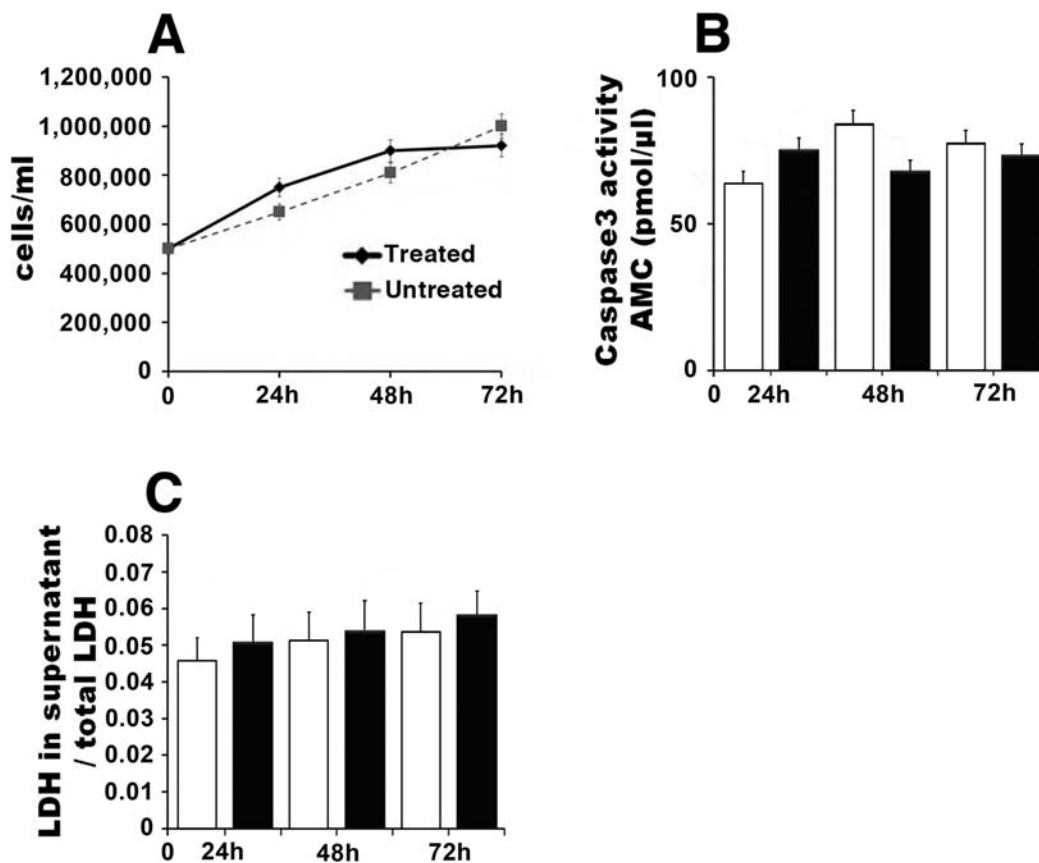 A
1,200,000
1,000,000
800,000
600,000
400,000
200,000
0
cells/ml
Treated
Untreated
0 24h 48h 72h
B
100
50
0
Caspase3 activity
AMC (pmol/µl)
0 24h 48h 72h
C
0.08
0.07
0.06
0.05
0.04
0.03
0.02
0.01
0
LDH in supernatant
/ total LDH
0 24h 48h 72h